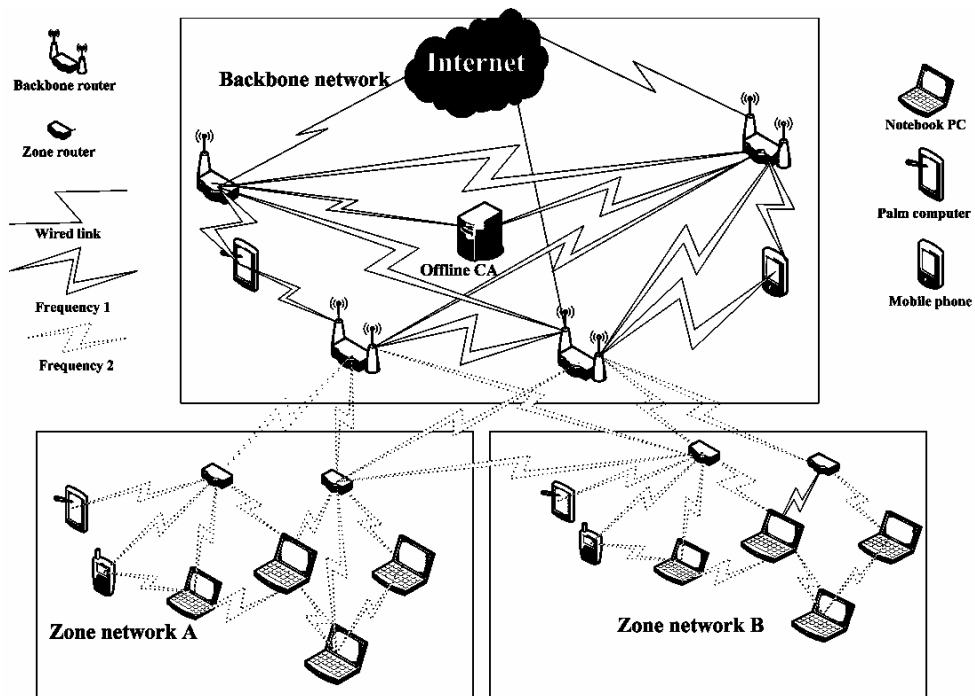 Internet
Backbone network
Backbone router
Zone router
Wired link
Frequency 1
Frequency 2
Notebook PC
Palm computer
Mobile phone
Offline CA
Zone network A
Zone network B